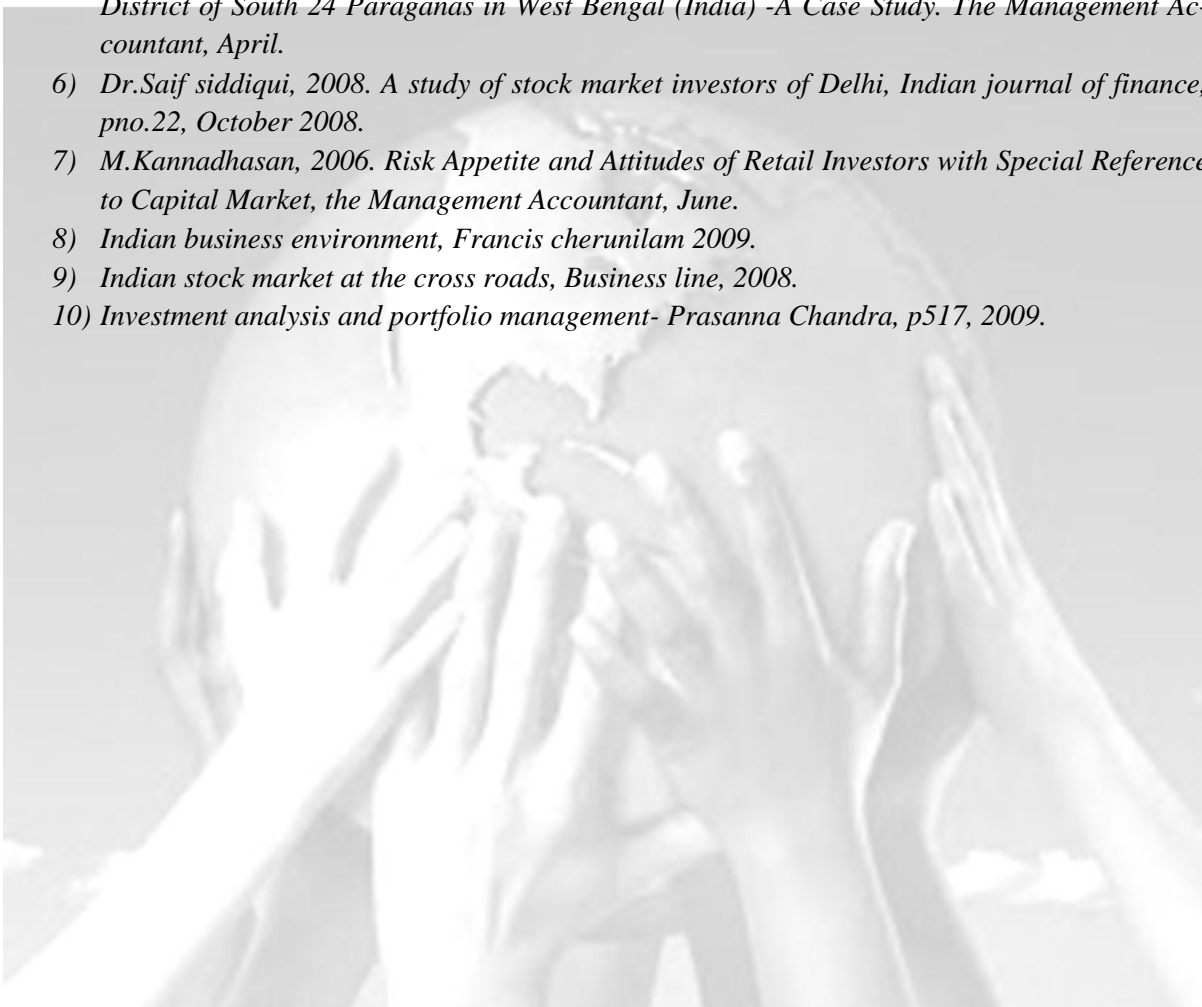 District of South 24 Paraganas in West Bengal (India) -A Case Study. The Management Ac-
countant, April.
6) Dr.Saif siddiqui, 2008. A study of stock market investors of Delhi, Indian journal of finance,
pno.22, October 2008.
7) M.Kannadhasan, 2006. Risk Appetite and Attitudes of Retail Investors with Special Reference
to Capital Market, the Management Accountant, June.
8) Indian business environment, Francis cherunilam 2009.
9) Indian stock market at the cross roads, Business line, 2008.
10) Investment analysis and portfolio management- Prasanna Chandra, p517, 2009.